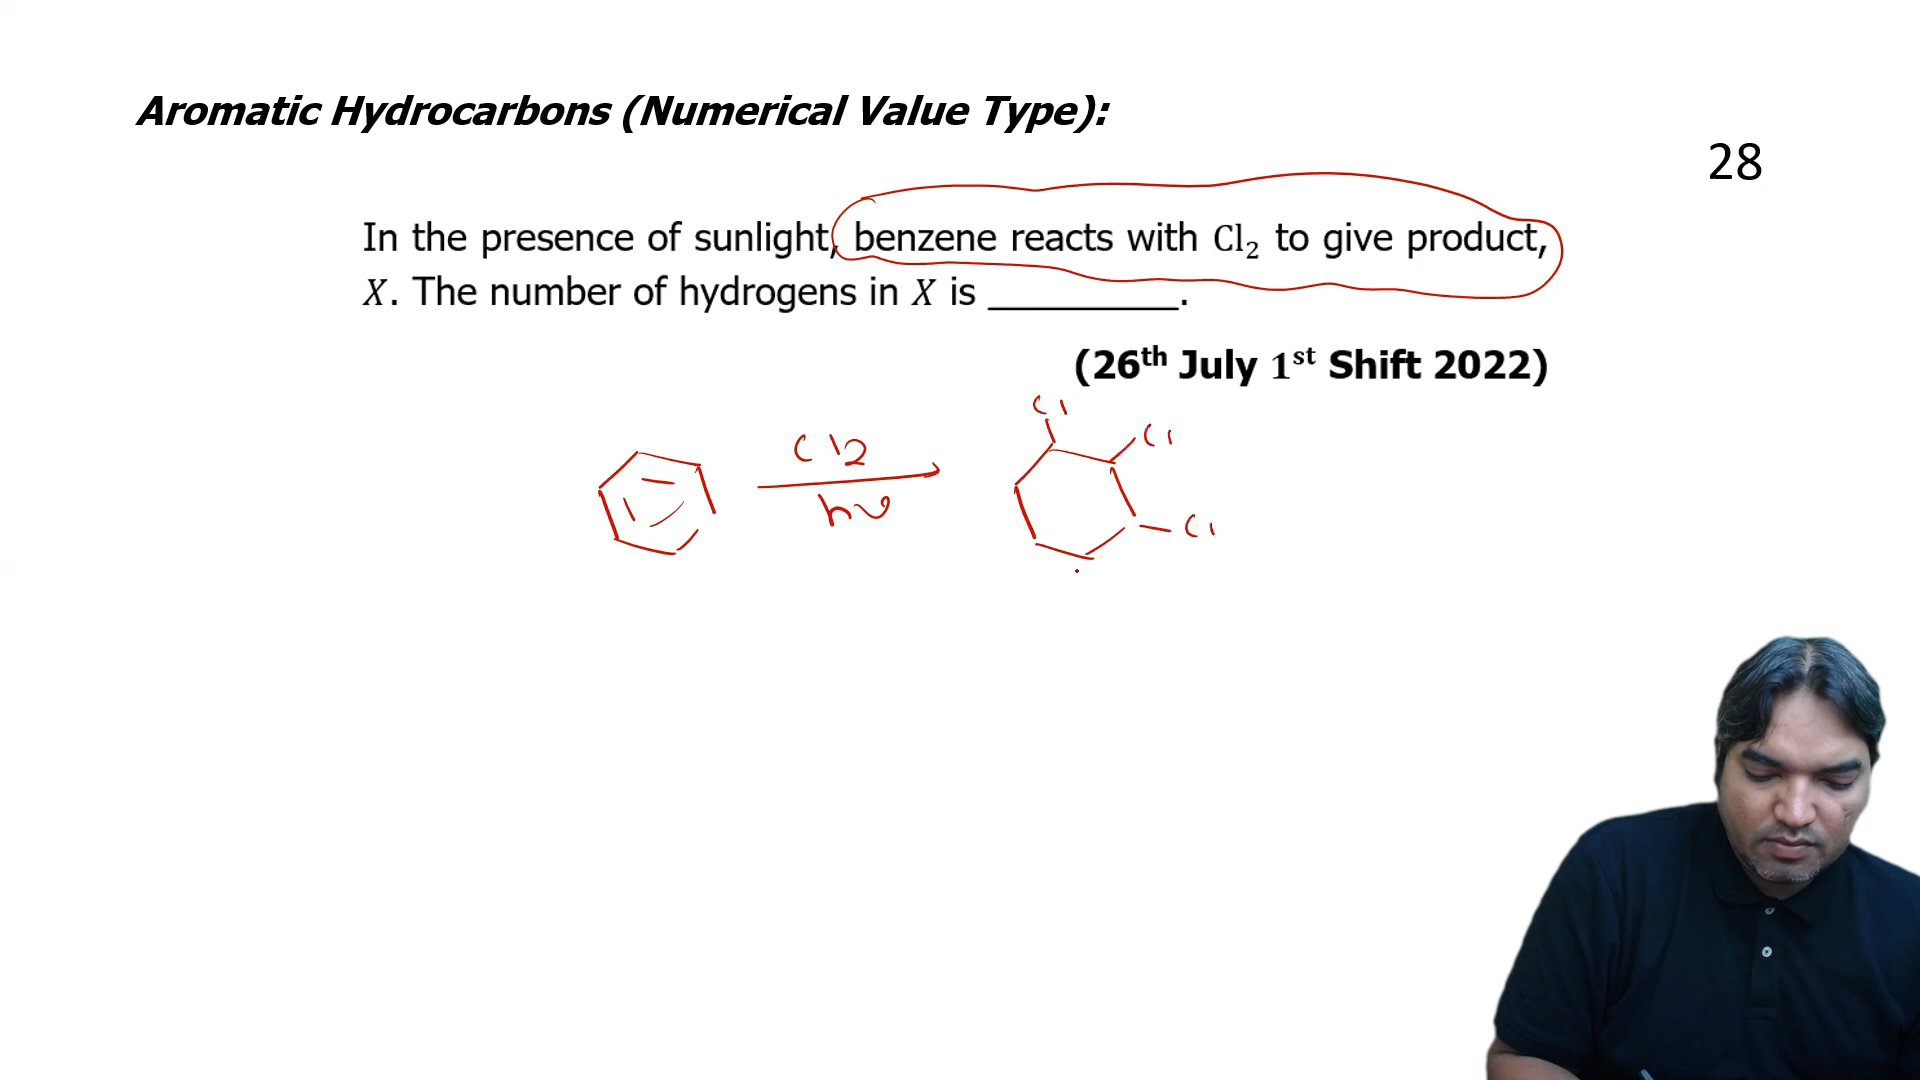 Aromatic Hydrocarbons (Numerical Value Type):
28
In the presence of sunlight, benzene reacts with Cl₂ to give product,
X. The number of hydrogens in X is __________.
(26ᵗʰ July 1ˢᵗ Shift 2022)
Cl
Cl2
Cl
hν
Cl